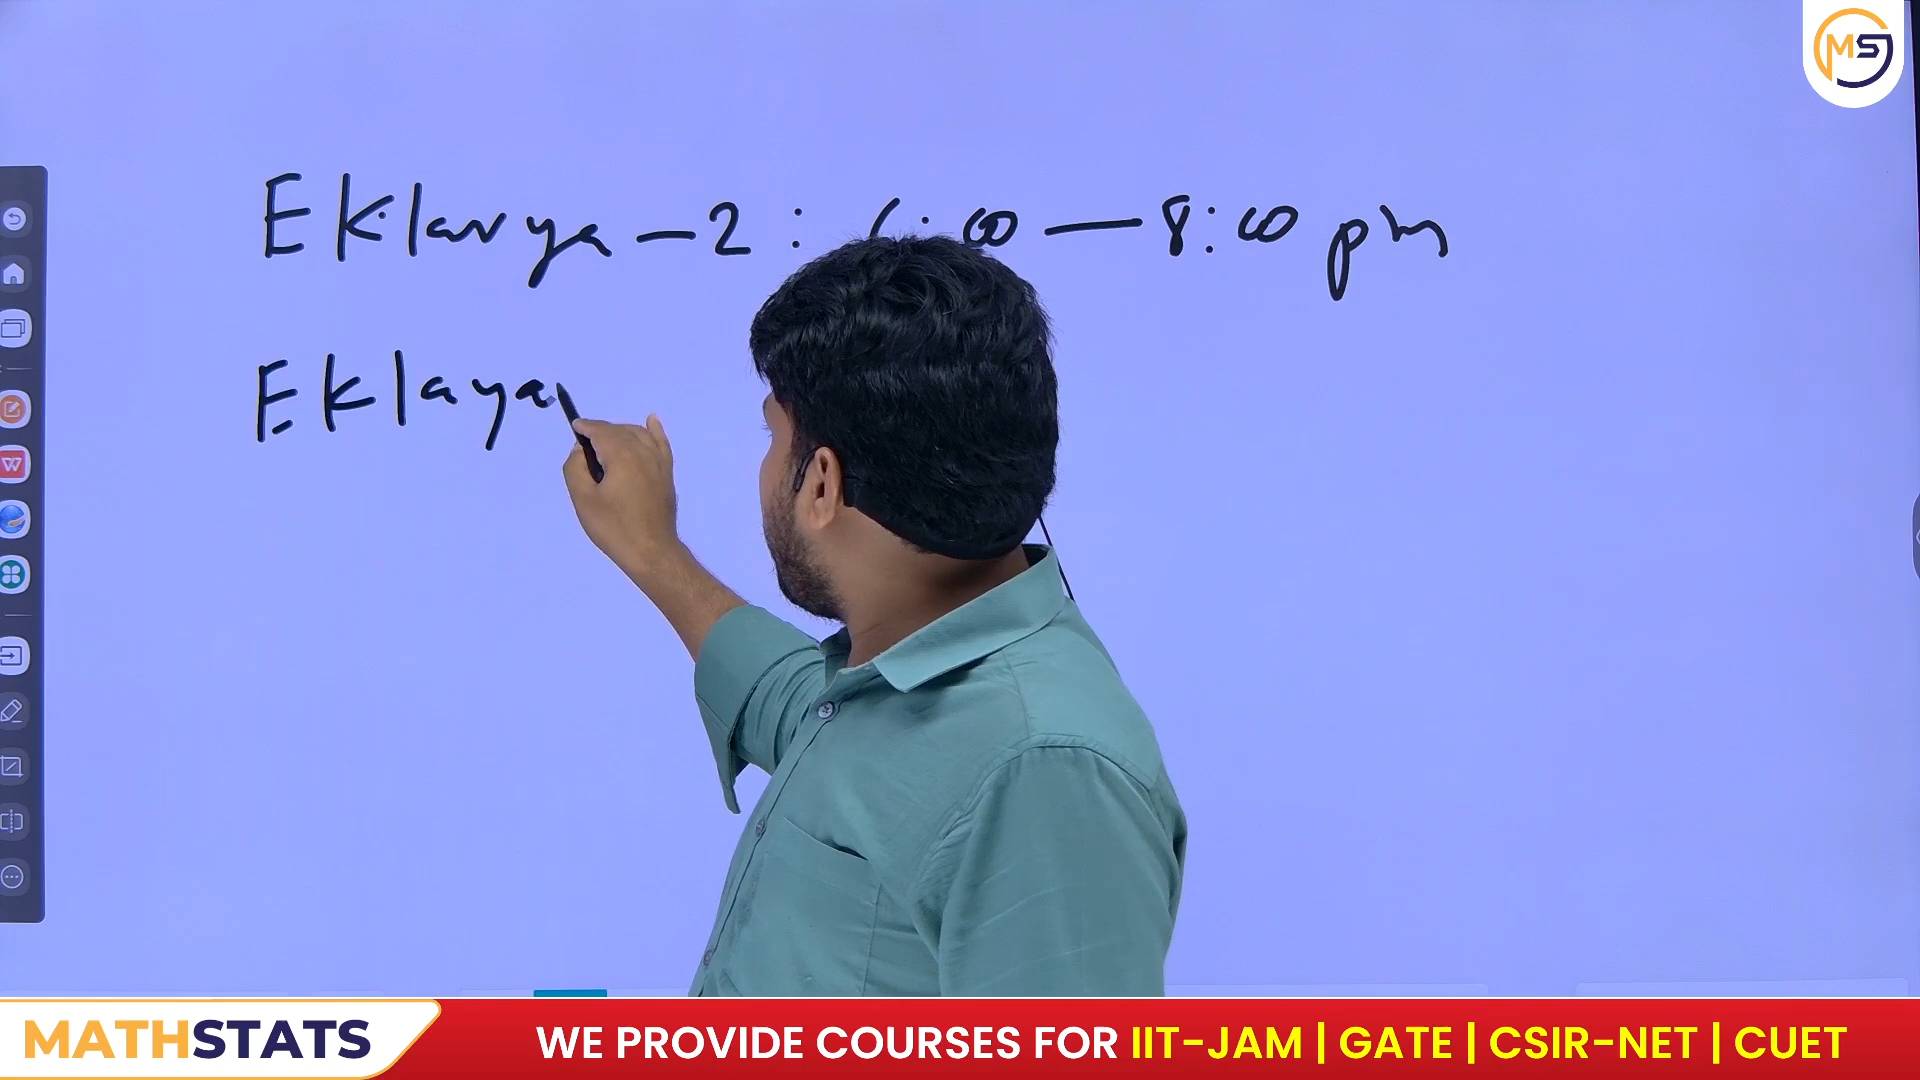 MS
Eklavya - 2 : 6:00 — 8:00 pm
Eklaya
MATHSTATS
WE PROVIDE COURSES FOR IIT-JAM | GATE | CSIR-NET | CUET